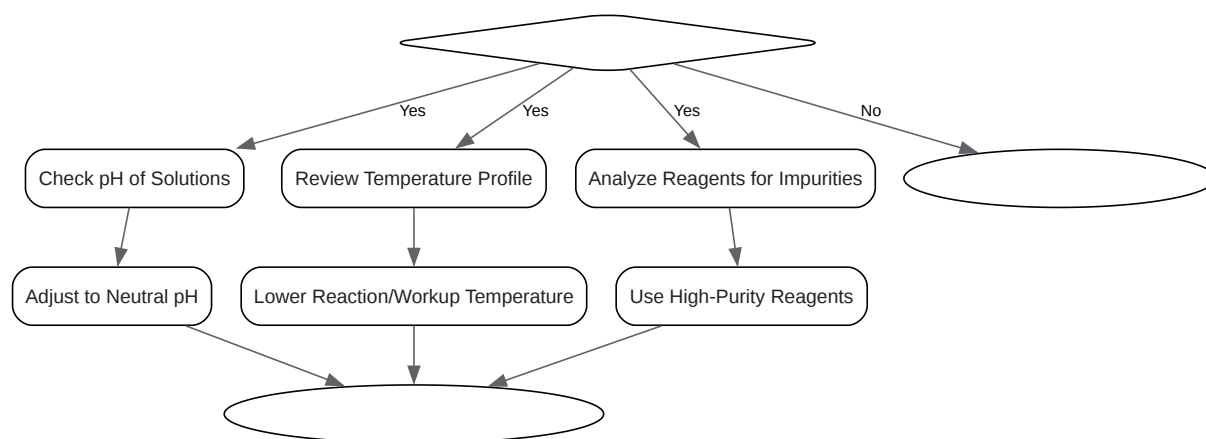 Yes
Yes
Yes
No
Check pH of Solutions
Review Temperature Profile
Analyze Reagents for Impurities
Adjust to Neutral pH
Lower Reaction/Workup Temperature
Use High-Purity Reagents